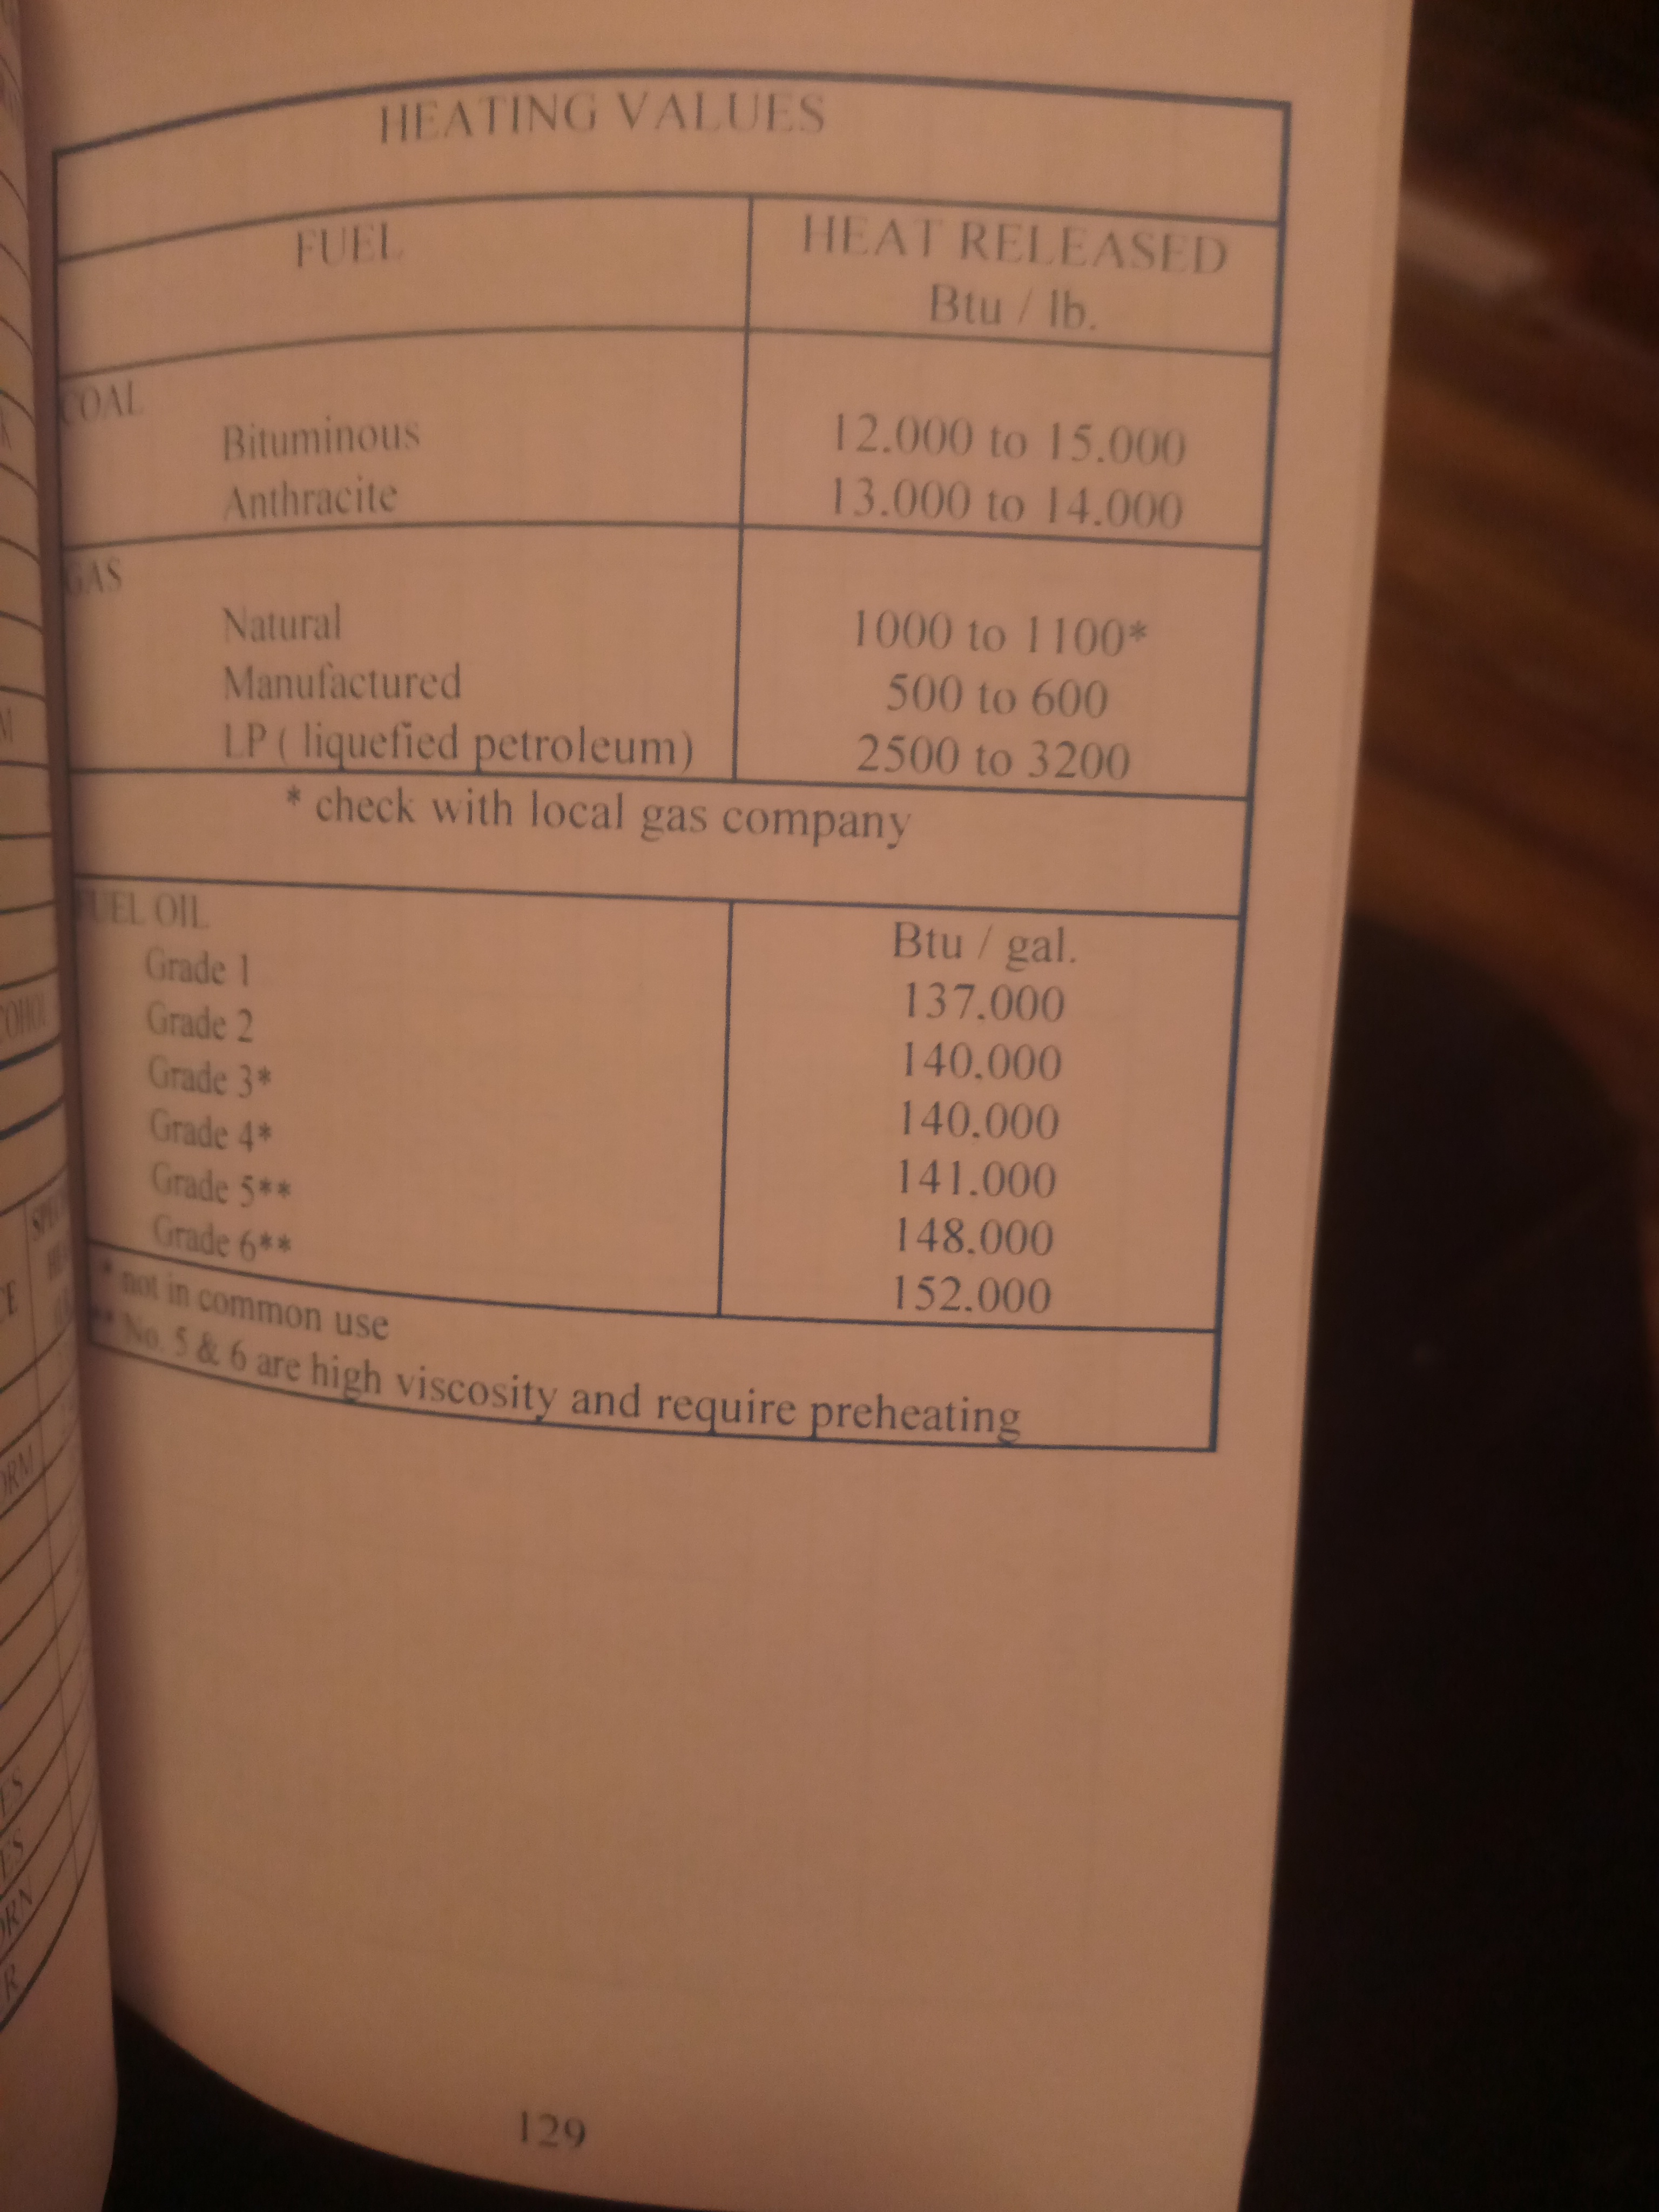 HEATING VALUES
FUEL
HEAT RELEASED
Btu / lb.
COAL
Bituminous 12.000 to 15.000
Anthracite 13.000 to 14.000
GAS
Natural 1000 to 1100*
Manufactured 500 to 600
LP ( liquefied petroleum) 2500 to 3200
* check with local gas company
FUEL OIL Btu / gal.
Grade 1 137.000
Grade 2 140.000
Grade 3* 140.000
Grade 4* 141.000
Grade 5** 148.000
Grade 6** 152.000
* not in common use
** No. 5 & 6 are high viscosity and require preheating
129